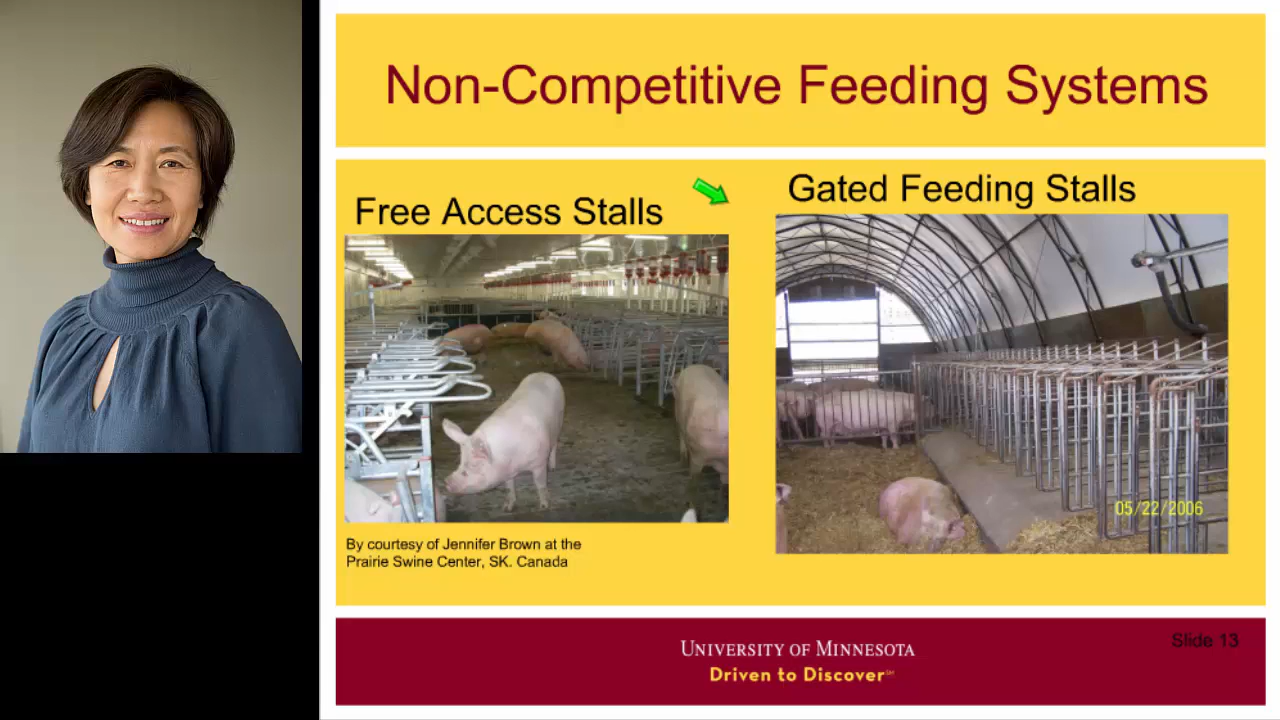 Non-Competitive Feeding Systems
Free Access Stalls
Gated Feeding Stalls
05/22/2006
By courtesy of Jennifer Brown at the
Prairie Swine Center, SK. Canada
Slide 13
UNIVERSITY OF MINNESOTA
Driven to Discover℠